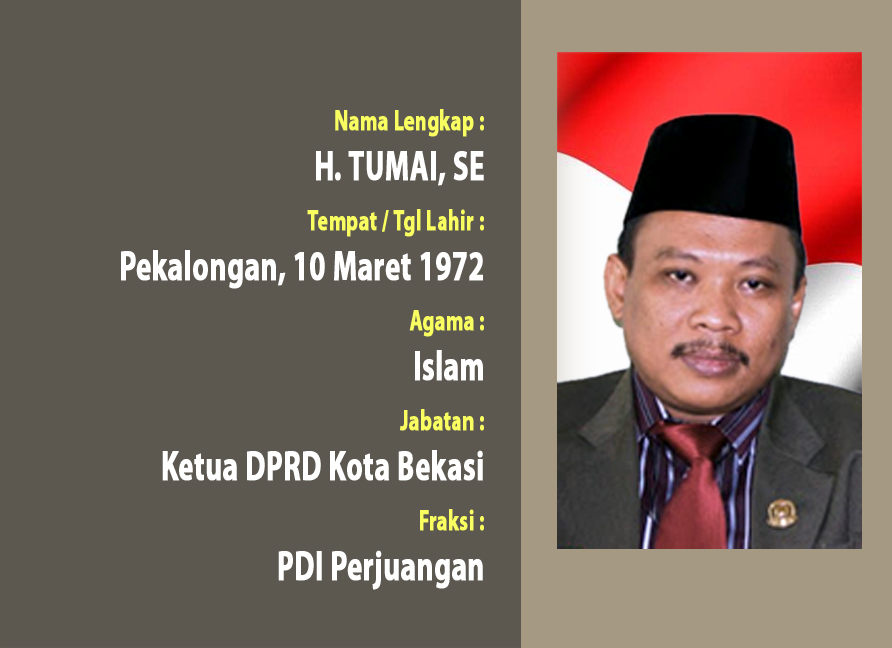 Nama Lengkap :
H. TUMAI, SE
Tempat / Tgl Lahir :
Pekalongan, 10 Maret 1972
Agama :
Islam
Jabatan :
Ketua DPRD Kota Bekasi
Fraksi :
PDI Perjuangan